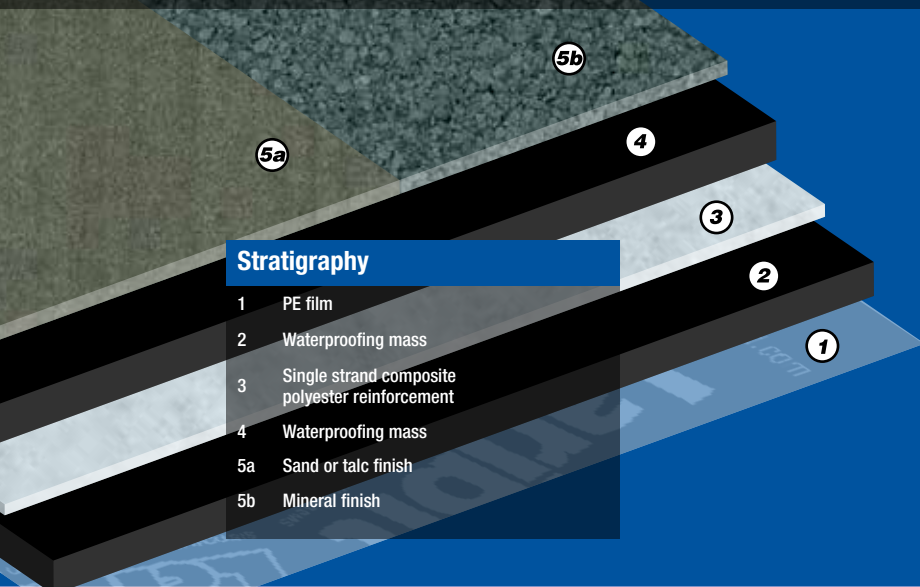 5b
5a
4
3
2
1
.com
Stratigraphy
1 PE film
2 Waterproofing mass
3 Single strand composite
polyester reinforcement
4 Waterproofing mass
5a Sand or talc finish
5b Mineral finish